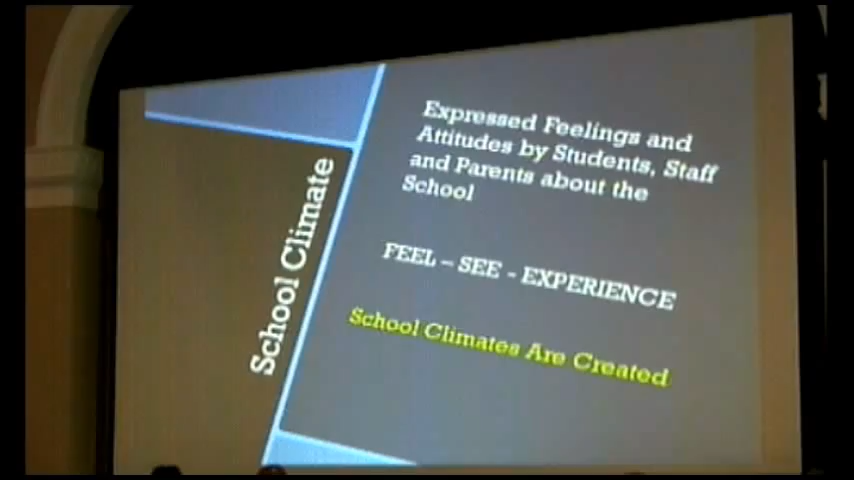 School Climate
Expressed Feelings and
Attitudes by Students, Staff
and Parents about the
School
FEEL – SEE - EXPERIENCE
School Climates Are Created